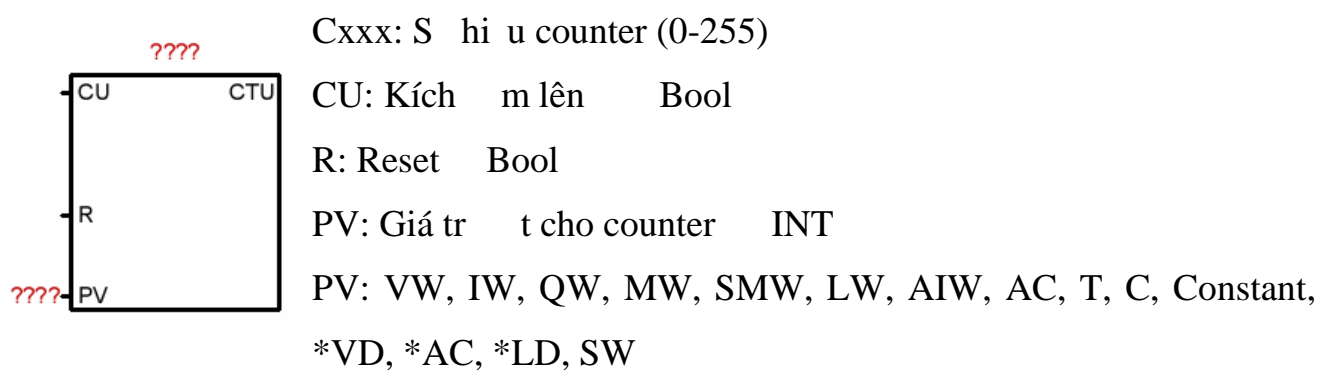 Cxxx: S hi u counter (0-255)
????
CU CTU
CU: Kích m lên Bool
R: Reset Bool
R
PV: Giá tr t cho counter INT
???? PV
PV: VW, IW, QW, MW, SMW, LW, AIW, AC, T, C, Constant,
*VD, *AC, *LD, SW